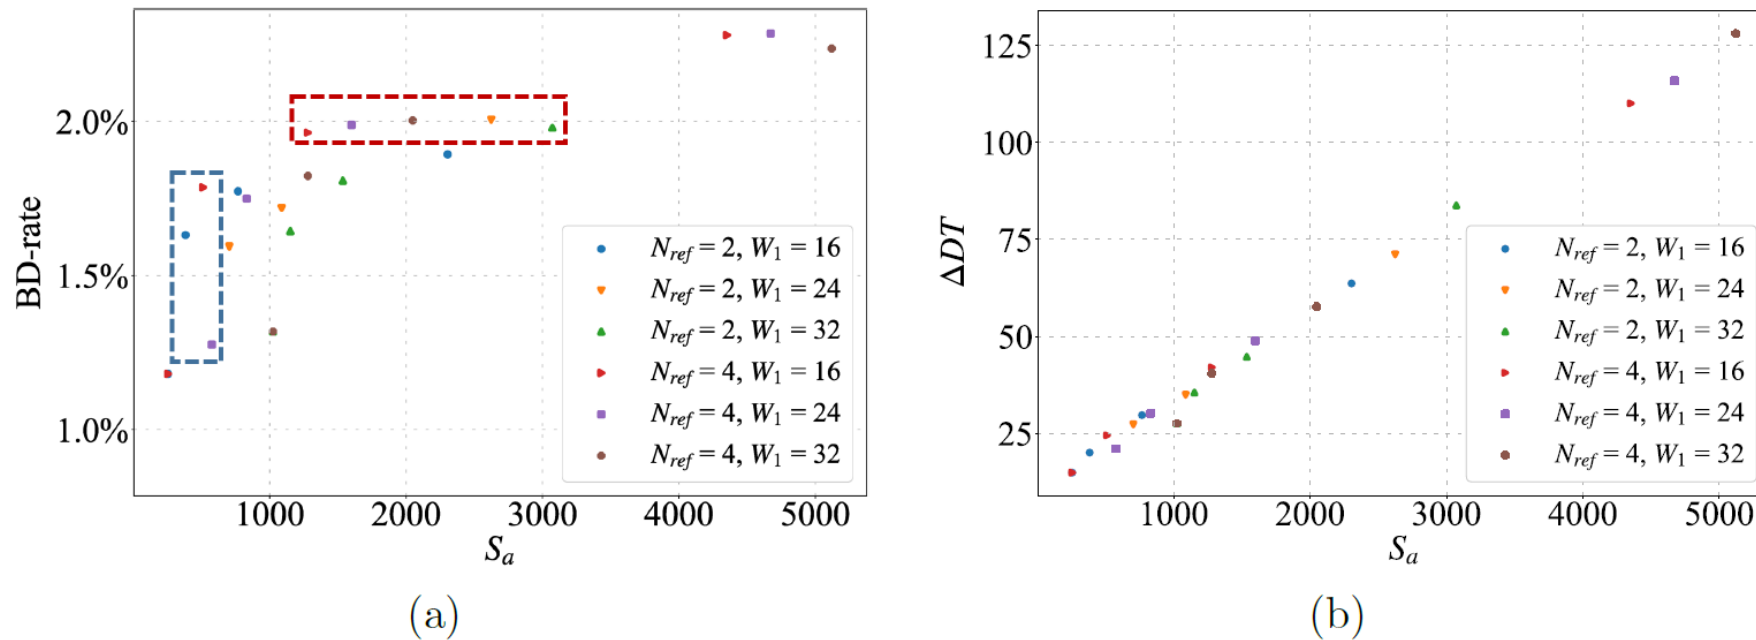 2.0%
1.5%
1.0%
BD-rate
1000 2000 3000 4000 5000
S_a
N_ref = 2, W_1 = 16
N_ref = 2, W_1 = 24
N_ref = 2, W_1 = 32
N_ref = 4, W_1 = 16
N_ref = 4, W_1 = 24
N_ref = 4, W_1 = 32
(a)
125
100
75
50
25
ΔDT
1000 2000 3000 4000 5000
S_a
N_ref = 2, W_1 = 16
N_ref = 2, W_1 = 24
N_ref = 2, W_1 = 32
N_ref = 4, W_1 = 16
N_ref = 4, W_1 = 24
N_ref = 4, W_1 = 32
(b)